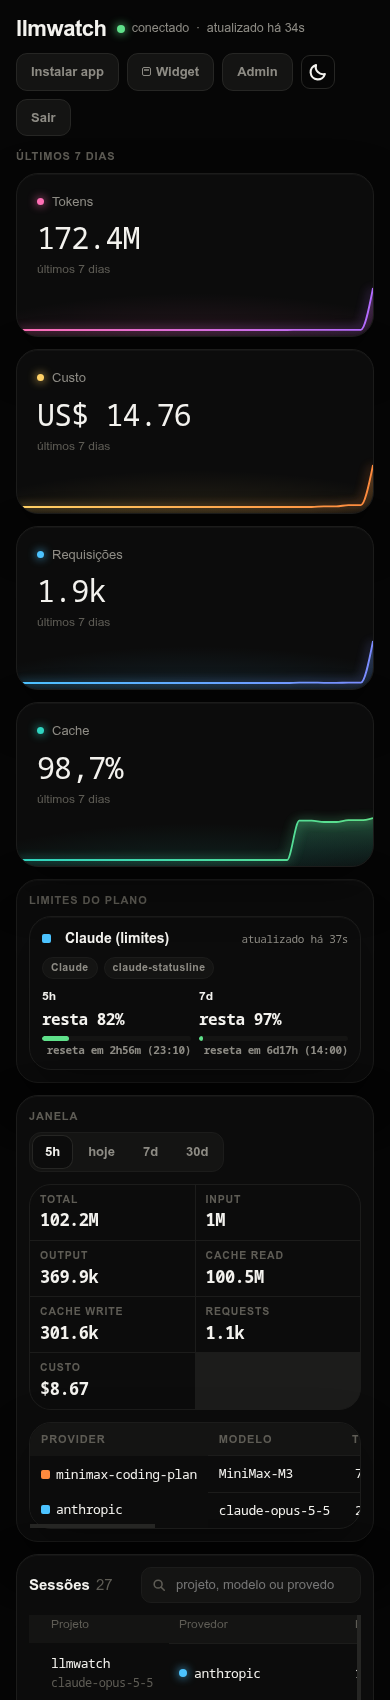 llmwatch conectado · atualizado há 34s
Instalar app Widget Admin
Sair
ÚLTIMOS 7 DIAS
Tokens
172.4M
últimos 7 dias
Custo
US$ 14.76
últimos 7 dias
Requisições
1.9k
últimos 7 dias
Cache
98,7%
últimos 7 dias
LIMITES DO PLANO
Claude (limites) atualizado há 37s
Claude claude-statusline
5h 7d
resta 82% resta 97%
reseta em 2h56m (23:10) reseta em 6d17h (14:00)
JANELA
5h hoje 7d 30d
TOTAL INPUT
102.2M 1M
OUTPUT CACHE READ
369.9k 100.5M
CACHE WRITE REQUESTS
301.6k 1.1k
CUSTO
$8.67
PROVIDER MODELO
minimax-coding-plan MiniMax-M3
anthropic claude-opus-5-5
Sessões 27 projeto, modelo ou provedo
Projeto Provedor
llmwatch anthropic
claude-opus-5-5